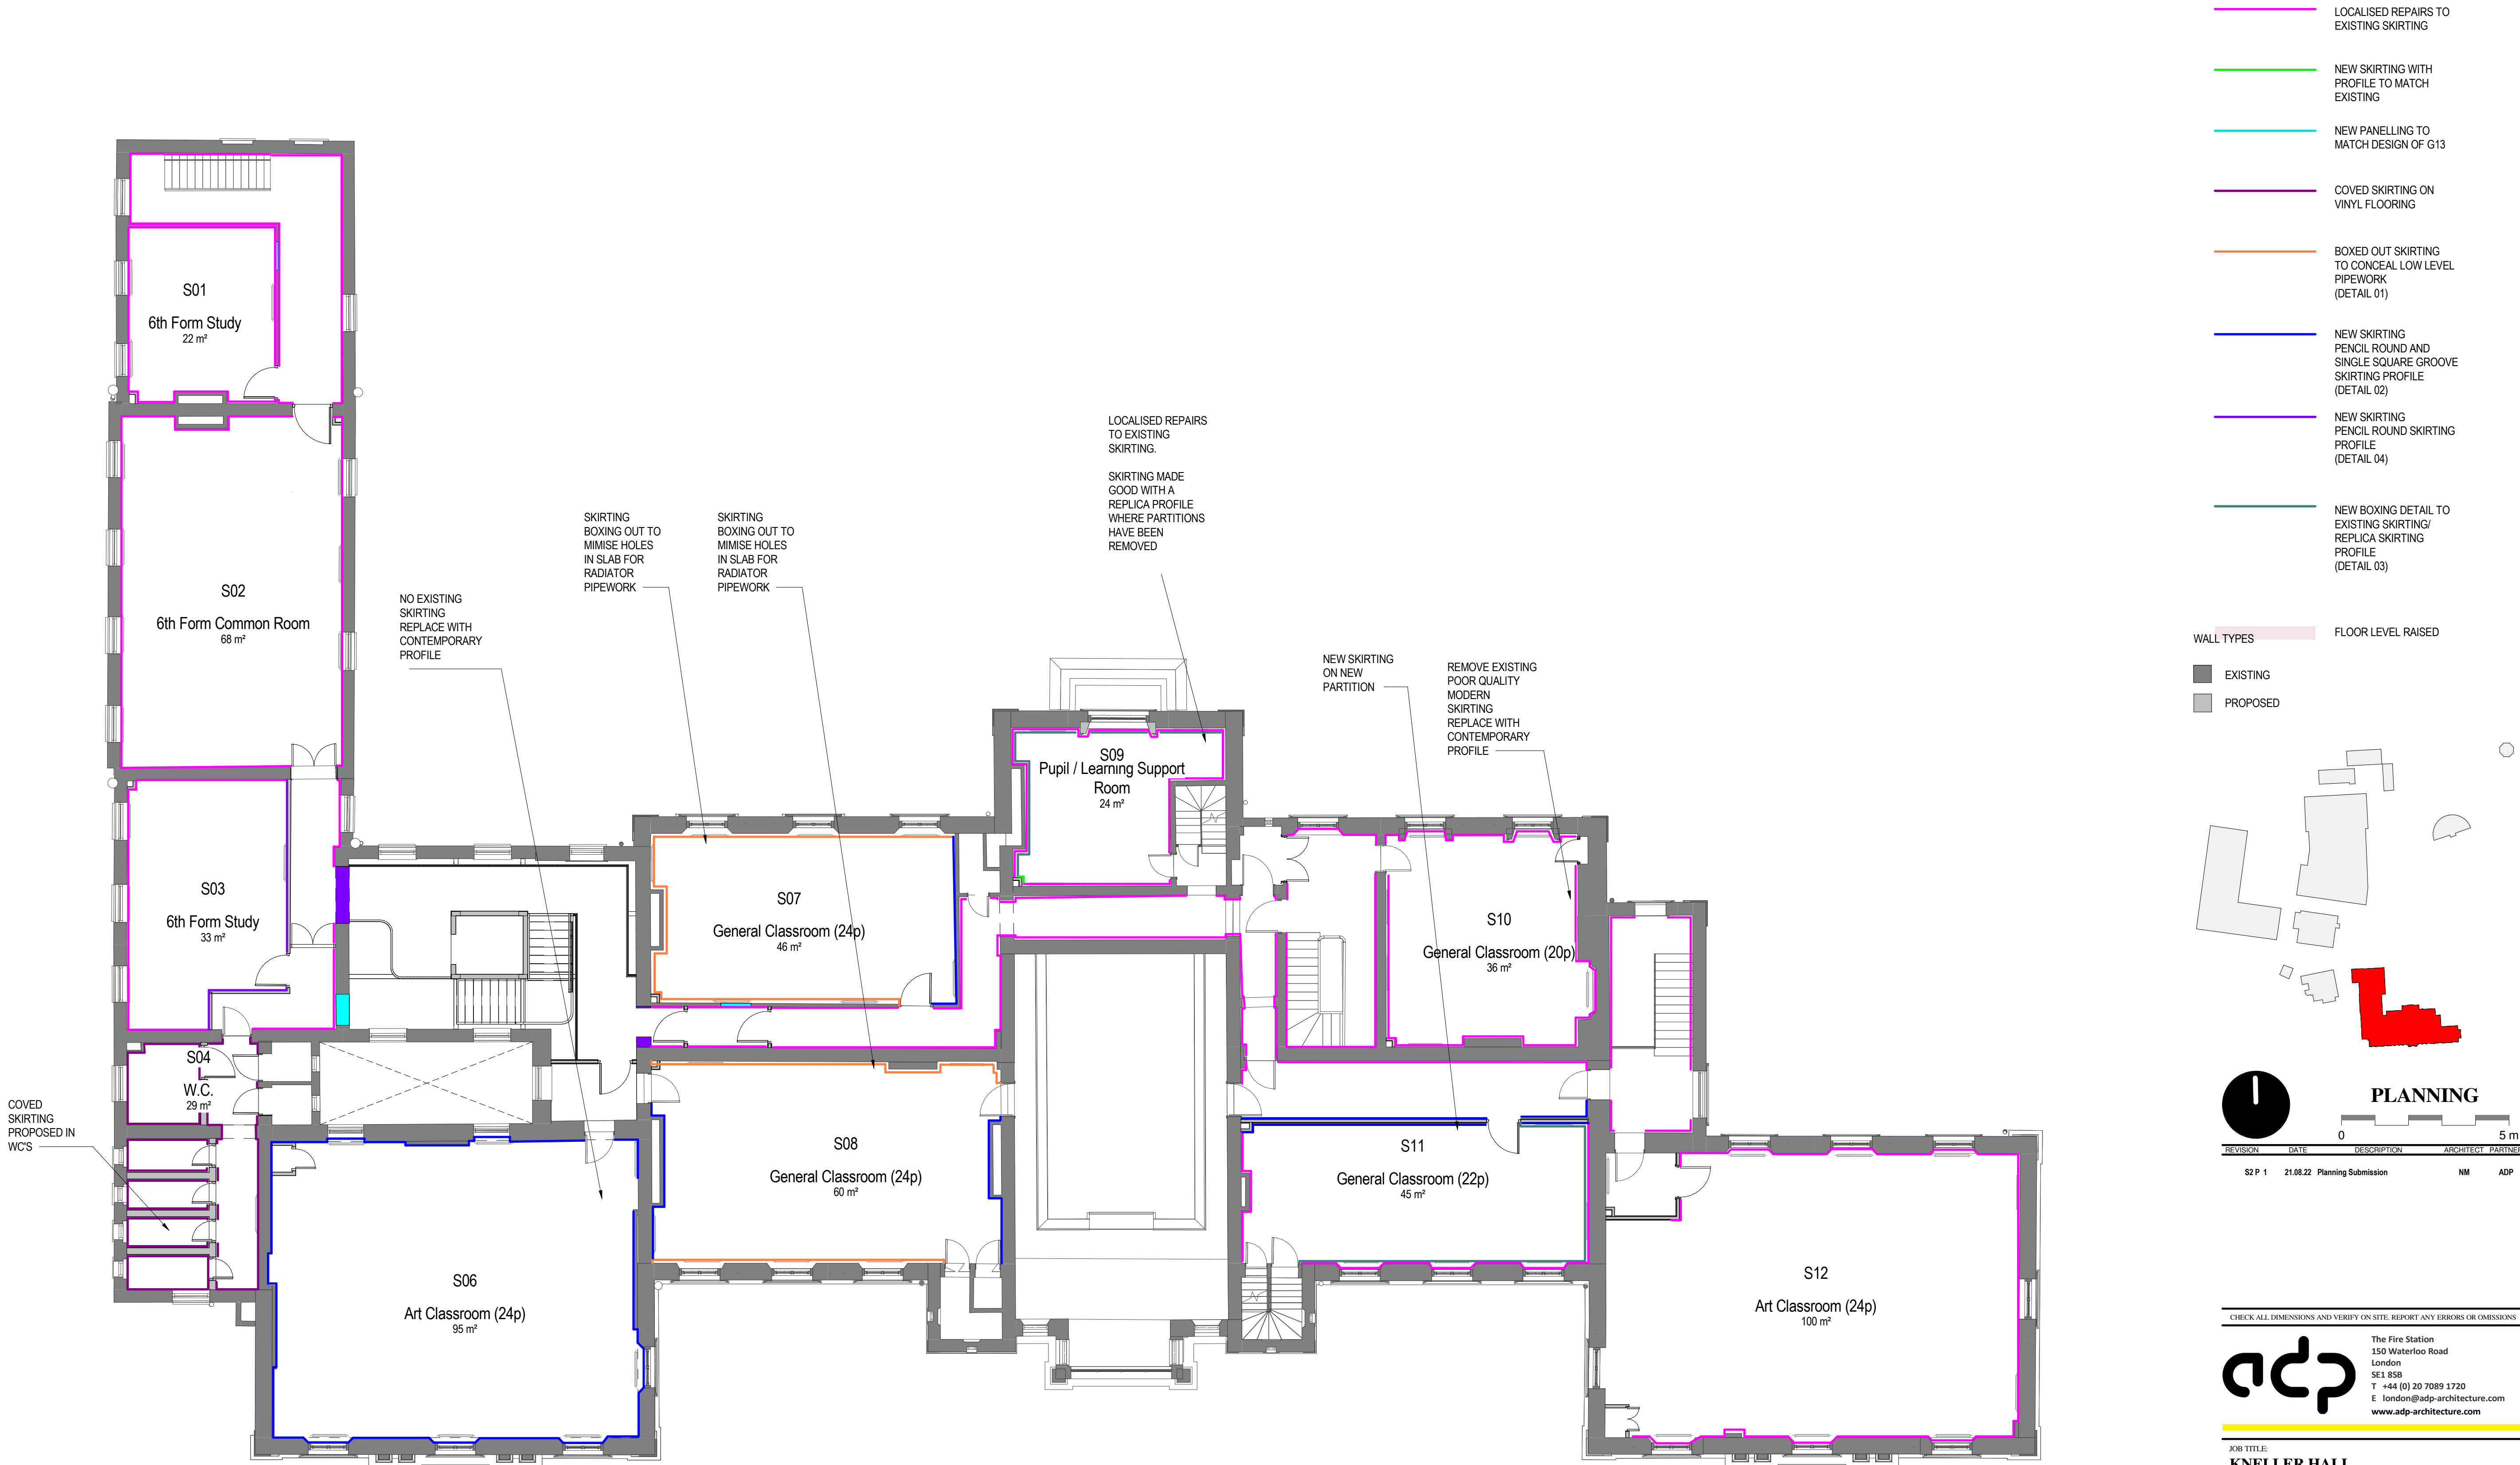 LOCALISED REPAIRS TO
EXISTING SKIRTING
NEW SKIRTING WITH
PROFILE TO MATCH
EXISTING
NEW PANELLING TO
MATCH DESIGN OF G13
COVED SKIRTING ON
VINYL FLOORING
BOXED OUT SKIRTING
TO CONCEAL LOW LEVEL
PIPEWORK
(DETAIL 01)
NEW SKIRTING
PENCIL ROUND AND
SINGLE SQUARE GROOVE
SKIRTING PROFILE
(DETAIL 02)
NEW SKIRTING
PENCIL ROUND SKIRTING
PROFILE
(DETAIL 04)
NEW BOXING DETAIL TO
EXISTING SKIRTING/
REPLICA SKIRTING
PROFILE
(DETAIL 03)
FLOOR LEVEL RAISED
WALL TYPES
EXISTING
PROPOSED
S01
6th Form Study
22 m²
S02
6th Form Common Room
68 m²
NO EXISTING
SKIRTING
REPLACE WITH
CONTEMPORARY
PROFILE
SKIRTING
BOXING OUT TO
MIMISE HOLES
IN SLAB FOR
RADIATOR
PIPEWORK
SKIRTING
BOXING OUT TO
MIMISE HOLES
IN SLAB FOR
RADIATOR
PIPEWORK
LOCALISED REPAIRS
TO EXISTING
SKIRTING.
SKIRTING MADE
GOOD WITH A
REPLICA PROFILE
WHERE PARTITIONS
HAVE BEEN
REMOVED
NEW SKIRTING
ON NEW
PARTITION
REMOVE EXISTING
POOR QUALITY
MODERN
SKIRTING
REPLACE WITH
CONTEMPORARY
PROFILE
S03
6th Form Study
33 m²
S04
W.C.
29 m²
COVED
SKIRTING
PROPOSED IN
WC'S
S06
Art Classroom (24p)
95 m²
S07
General Classroom (24p)
46 m²
S08
General Classroom (24p)
60 m²
S09
Pupil / Learning Support
Room
24 m²
S10
General Classroom (20p)
36 m²
S11
General Classroom (22p)
45 m²
S12
Art Classroom (24p)
100 m²
PLANNING
0 5 m
REVISION DATE DESCRIPTION ARCHITECT PARTNER
S2 P 1 21.08.22 Planning Submission NM ADP
CHECK ALL DIMENSIONS AND VERIFY ON SITE. REPORT ANY ERRORS OR OMISSIONS
adp
The Fire Station
150 Waterloo Road
London
SE1 8SB
T +44 (0) 20 7089 1720
E london@adp-architecture.com
www.adp-architecture.com
JOB TITLE:
KNELLER HALL